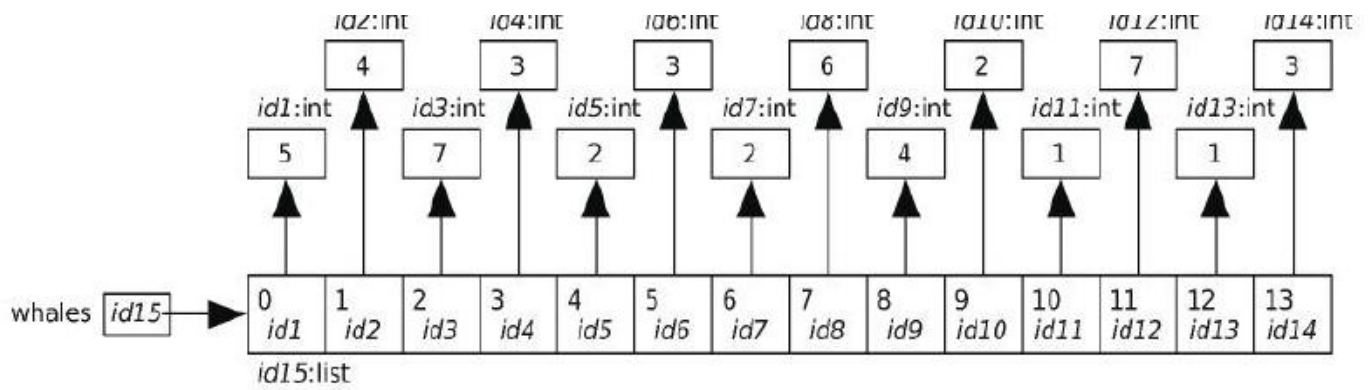 id2:int id4:int id6:int id8:int id10:int id12:int id14:int
4 3 3 6 2 7 3
id1:int id3:int id5:int id7:int id9:int id11:int id13:int
5 7 2 2 4 1 1
0 1 2 3 4 5 6 7 8 9 10 11 12 13
whales id15 id1 id2 id3 id4 id5 id6 id7 id8 id9 id10 id11 id12 id13 id14
id15:list